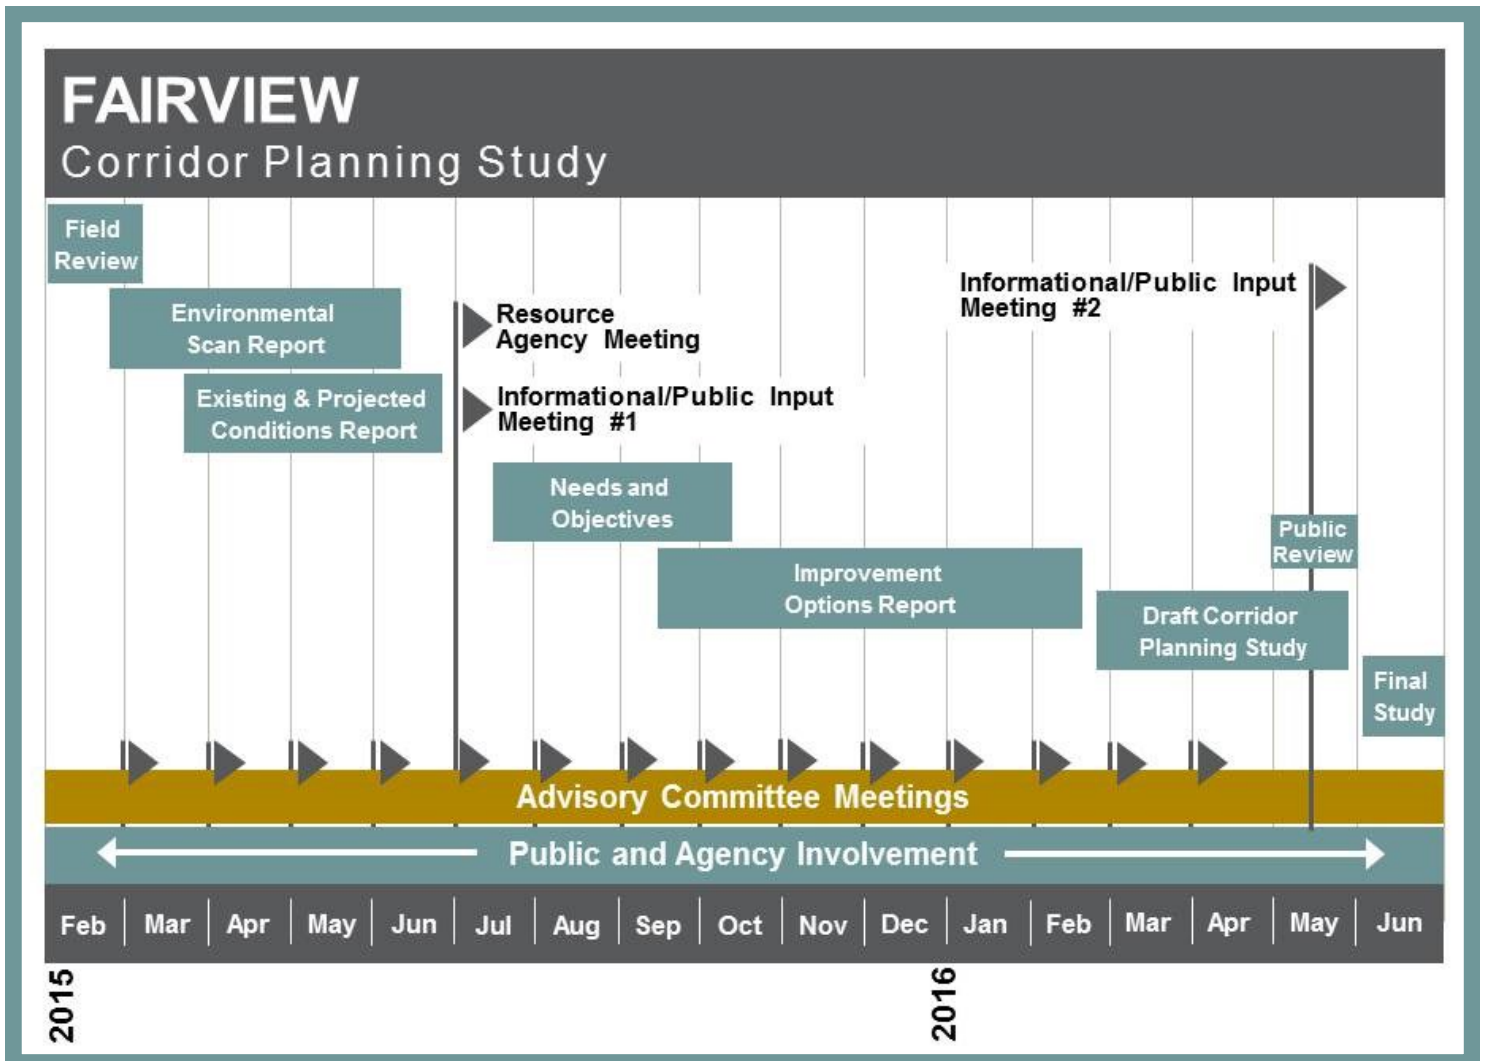 FAIRVIEW
Corridor Planning Study
Field
Review
Environmental
Scan Report
Existing & Projected
Conditions Report
Resource
Agency Meeting
Informational/Public Input
Meeting #1
Informational/Public Input
Meeting #2
Needs and
Objectives
Improvement
Options Report
Public
Review
Draft Corridor
Planning Study
Final
Study
Advisory Committee Meetings
Public and Agency Involvement
Feb Mar Apr May Jun Jul Aug Sep Oct Nov Dec Jan Feb Mar Apr May Jun
2015
2016